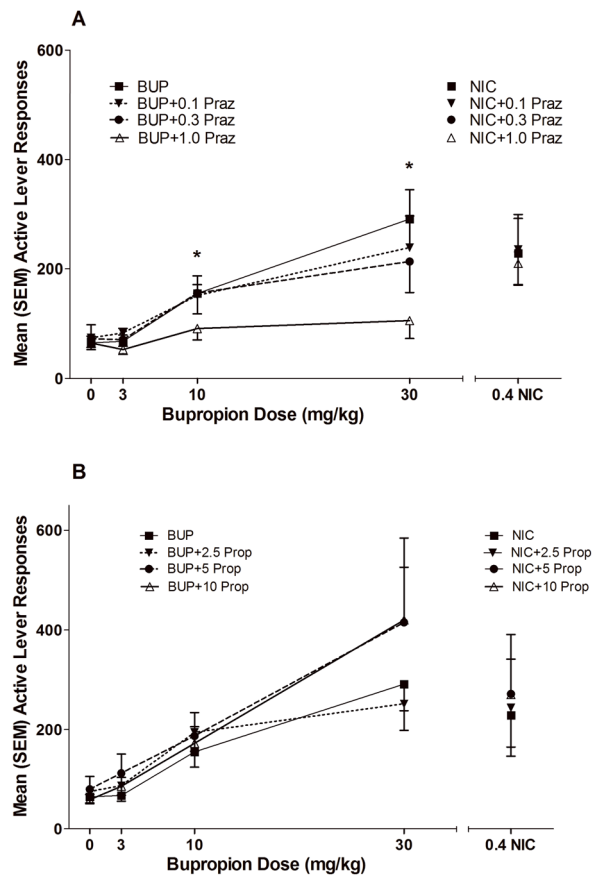 A
Mean (SEM) Active Lever Responses
600
400
200
0
BUP
BUP+0.1 Praz
BUP+0.3 Praz
BUP+1.0 Praz
NIC
NIC+0.1 Praz
NIC+0.3 Praz
NIC+1.0 Praz
*
*
0 3 10 30 0.4 NIC
Bupropion Dose (mg/kg)
B
Mean (SEM) Active Lever Responses
600
400
200
0
BUP
BUP+2.5 Prop
BUP+5 Prop
BUP+10 Prop
NIC
NIC+2.5 Prop
NIC+5 Prop
NIC+10 Prop
0 3 10 30 0.4 NIC
Bupropion Dose (mg/kg)